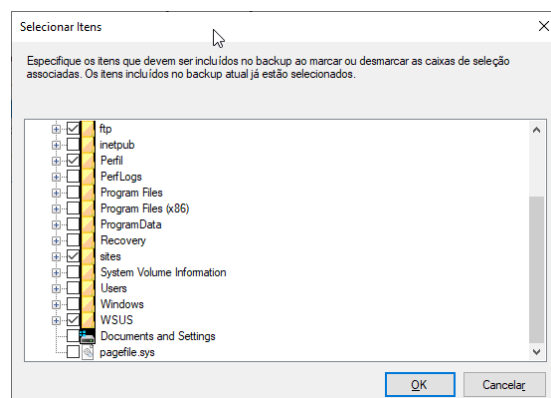 Selecionar Itens
Especifique os itens que devem ser incluídos no backup ao marcar ou desmarcar as caixas de seleção
associadas. Os itens incluídos no backup atual já estão selecionados.
ftp
inetpub
Perfil
PerfLogs
Program Files
Program Files (x86)
ProgramData
Recovery
sites
System Volume Information
Users
Windows
WSUS
Documents and Settings
pagefile.sys
OK
Cancelar